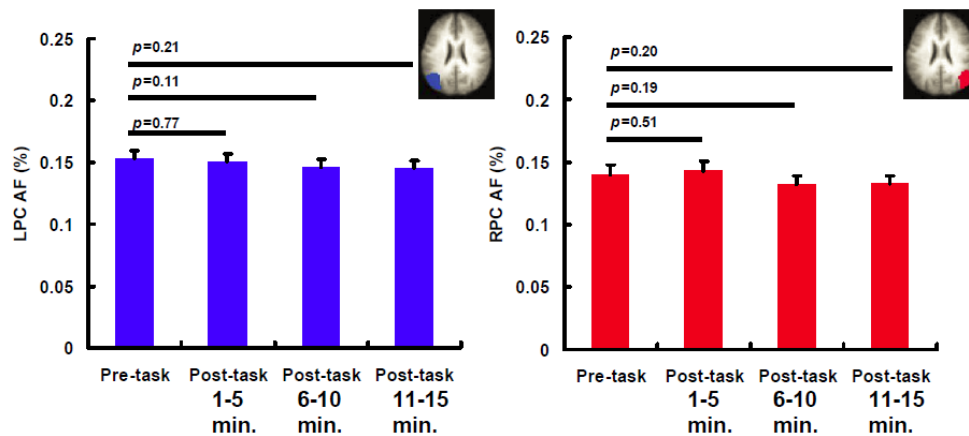 0.25
0.2
0.15
0.1
0.05
0
LPC AF (%)
p=0.21
p=0.11
p=0.77
Pre-task
Post-task
1-5
min.
Post-task
6-10
min.
Post-task
11-15
min.
0.25
0.2
0.15
0.1
0.05
0
RPC AF (%)
p=0.20
p=0.19
p=0.51
Pre-task
Post-task
1-5
min.
Post-task
6-10
min.
Post-task
11-15
min.